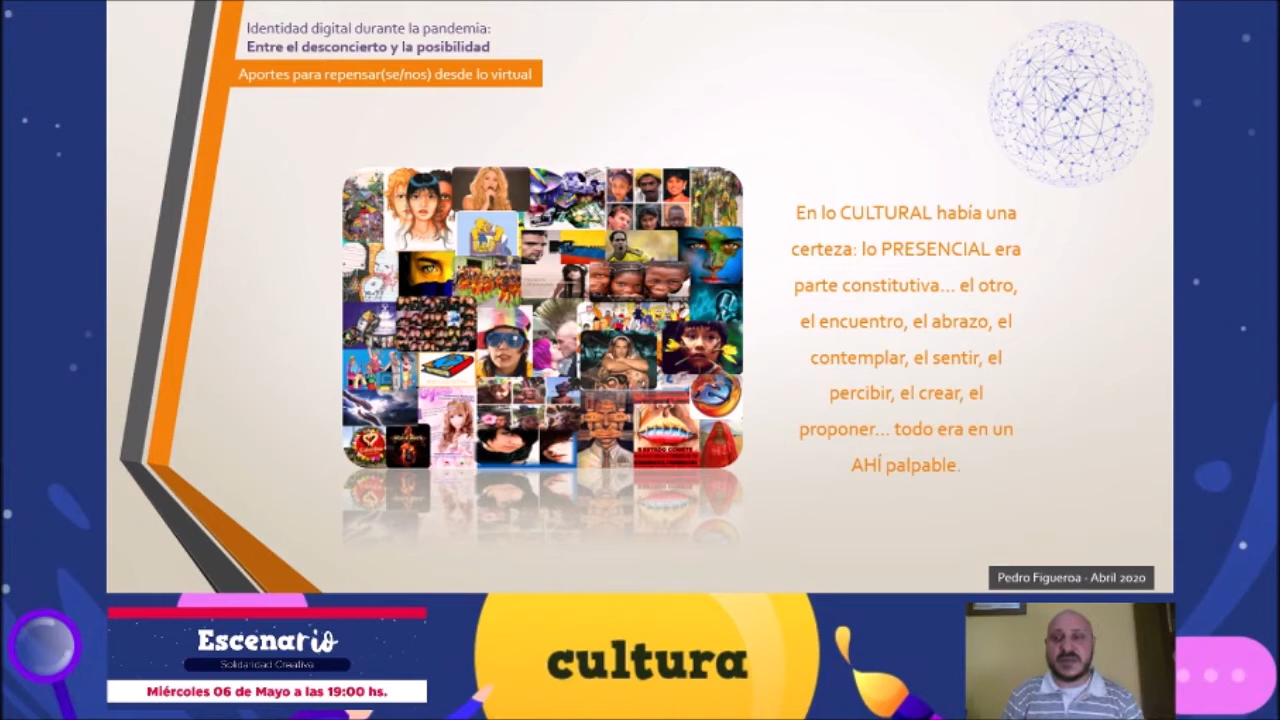 Identidad digital durante la pandemia:
Entre el desconcierto y la posibilidad
Aportes para repensar(se/nos) desde lo virtual
En lo CULTURAL había una
certeza: lo PRESENCIAL era
parte constitutiva... el otro,
el encuentro, el abrazo, el
contemplar, el sentir, el
percibir, el crear, el
proponer... todo era en un
AHÍ palpable.
Pedro Figueroa - Abril 2020
Escenario
Solidaridad Creativa
Miércoles 06 de Mayo a las 19:00 hs.
cultura